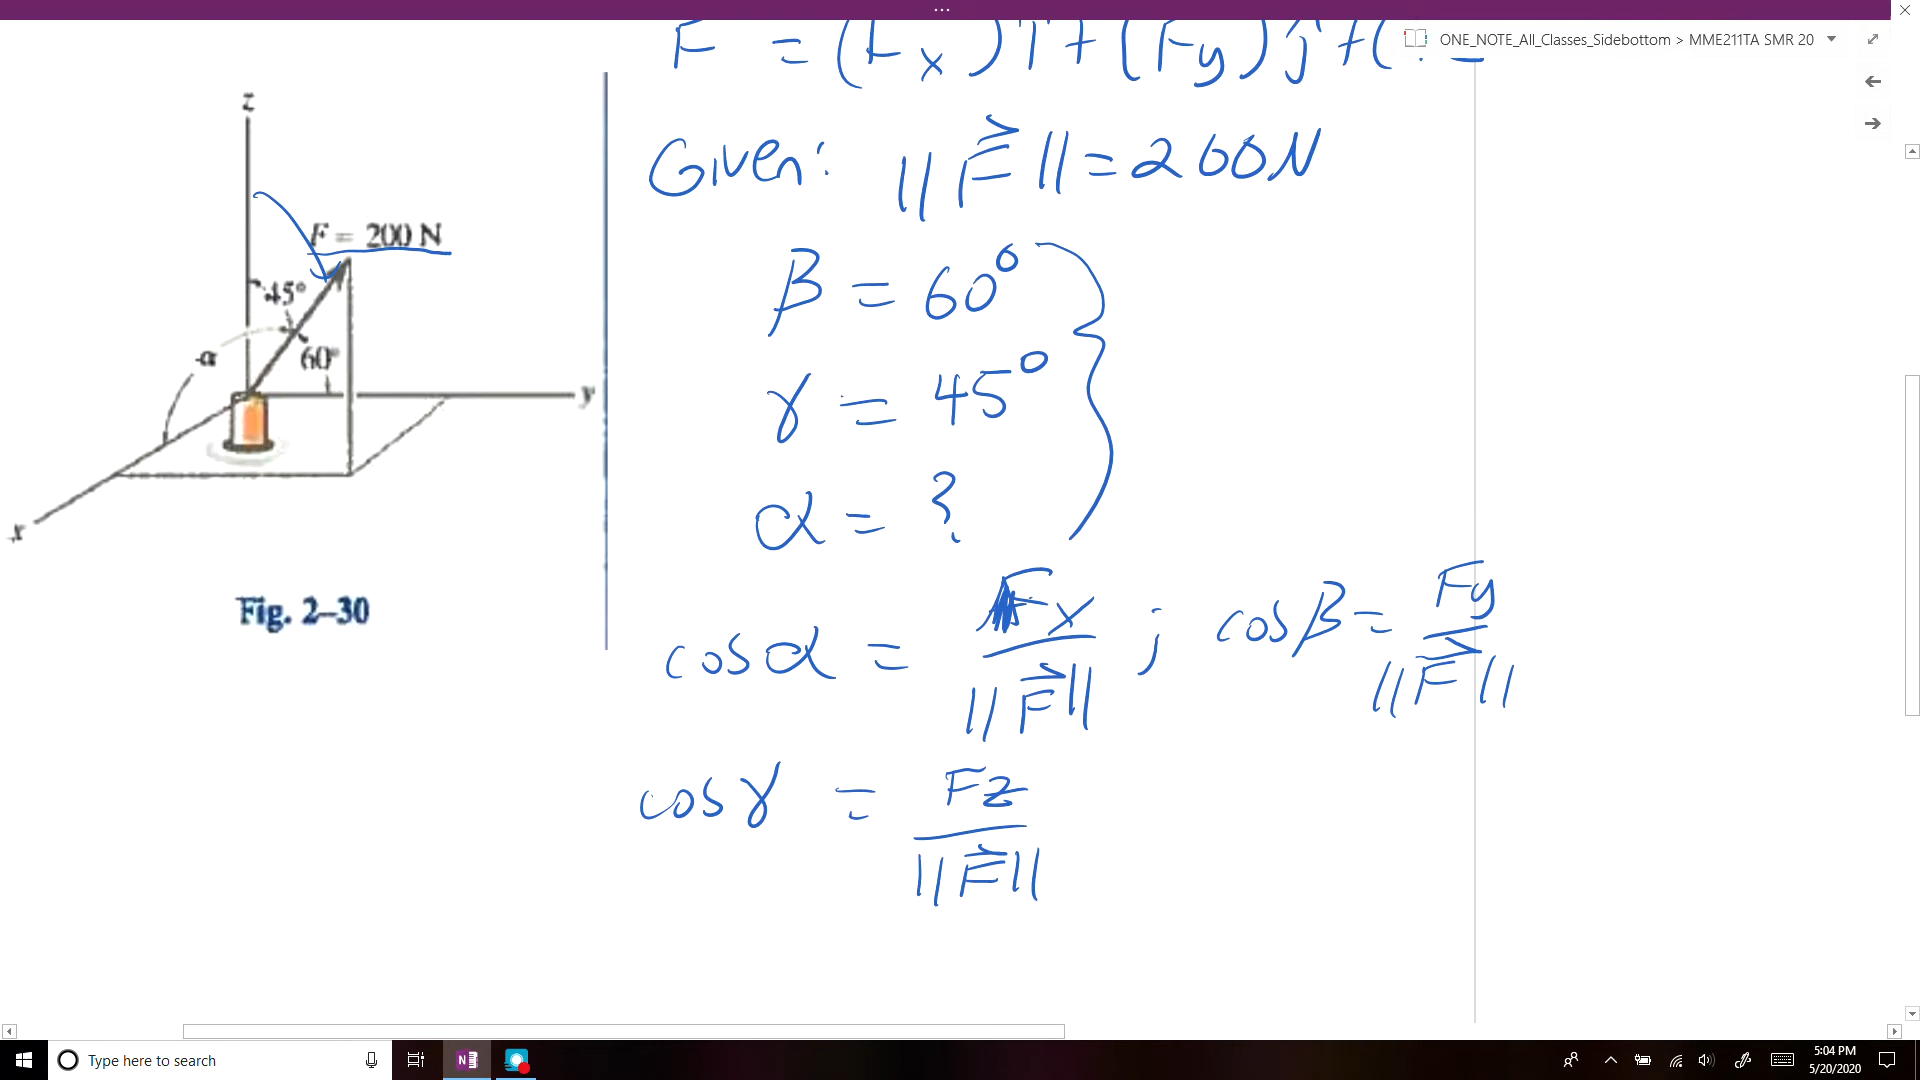 ...
ONE_NOTE_All_Classes_Sidebottom > MME211TA SMR 20
F = (Fx) i + (Fy) j + (
Given: ||F|| = 200N
β = 60°
γ = 45°
α = ?
cos α = Fx / ||F|| ; cos β = Fy / ||F||
cos γ = Fz / ||F||
z
F = 200 N
45°
α
60°
y
x
Fig. 2–30
Type here to search
5:04 PM
5/20/2020